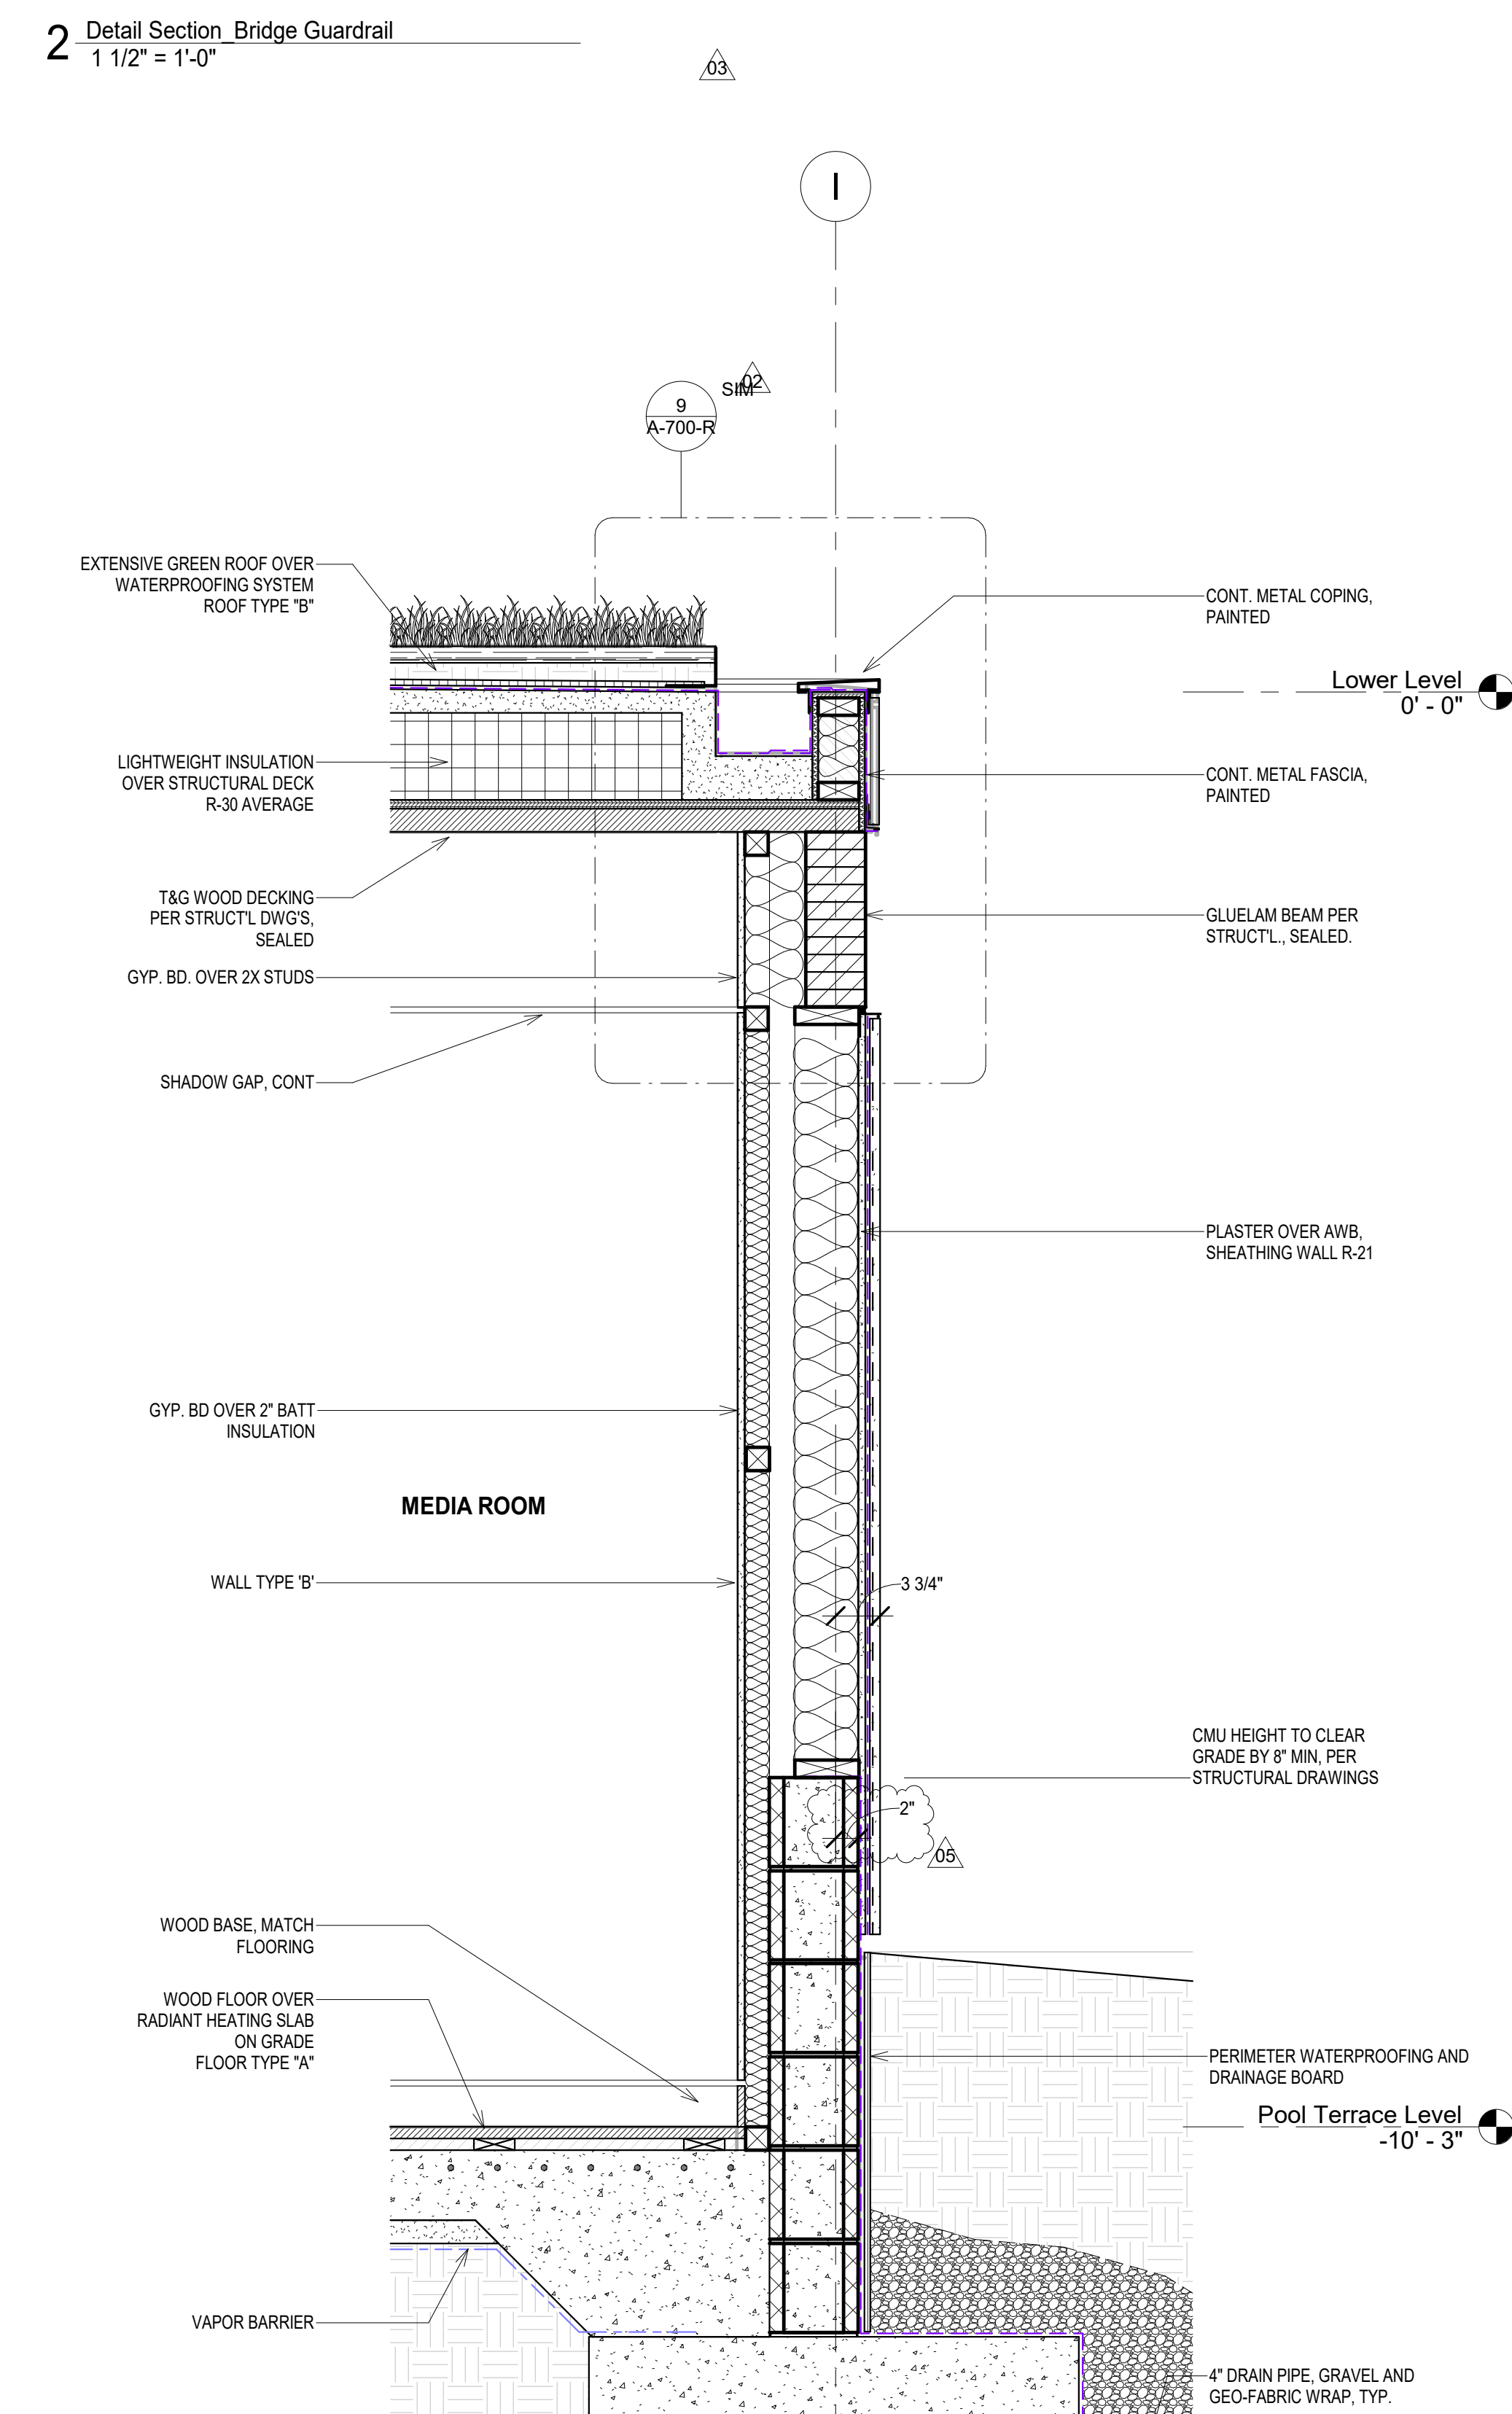 2 Detail Section_Bridge Guardrail
1 1/2" = 1'-0"
03
I
SIM
02
9
A-700-R
EXTENSIVE GREEN ROOF OVER
WATERPROOFING SYSTEM
ROOF TYPE "B"
CONT. METAL COPING,
PAINTED
Lower Level
0' - 0"
LIGHTWEIGHT INSULATION
OVER STRUCTURAL DECK
R-30 AVERAGE
CONT. METAL FASCIA,
PAINTED
T&G WOOD DECKING
PER STRUCT'L DWG'S,
SEALED
GLUELAM BEAM PER
STRUCT'L., SEALED.
GYP. BD. OVER 2X STUDS
SHADOW GAP, CONT
PLASTER OVER AWB,
SHEATHING WALL R-21
GYP. BD OVER 2" BATT
INSULATION
MEDIA ROOM
WALL TYPE 'B'
3 3/4"
CMU HEIGHT TO CLEAR
GRADE BY 8" MIN, PER
STRUCTURAL DRAWINGS
2"
05
WOOD BASE, MATCH
FLOORING
WOOD FLOOR OVER
RADIANT HEATING SLAB
ON GRADE
FLOOR TYPE "A"
PERIMETER WATERPROOFING AND
DRAINAGE BOARD
Pool Terrace Level
-10' - 3"
VAPOR BARRIER
4" DRAIN PIPE, GRAVEL AND
GEO-FABRIC WRAP, TYP.